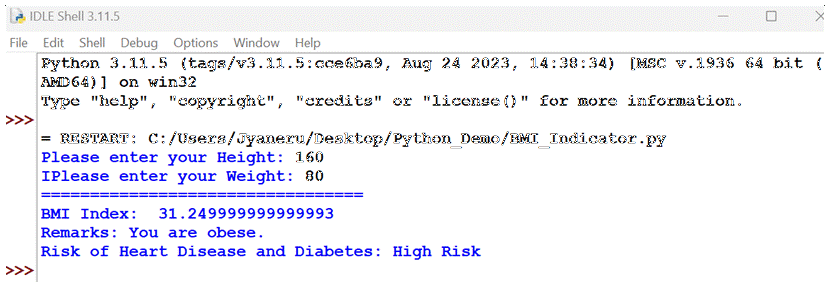 IDLE Shell 3.11.5
File Edit Shell Debug Options Window Help
Python 3.11.5 (tags/v3.11.5:cce6ba9, Aug 24 2023, 14:38:34) [MSC v.1936 64 bit (
AMD64)] on win32
Type "help", "copyright", "credits" or "license()" for more information.
>>>
= RESTART: C:/Users/Jyaneru/Desktop/Python_Demo/BMI_Indicator.py
Please enter your Height: 160
IPlease enter your Weight: 80
=================================
BMI Index:  31.249999999999993
Remarks: You are obese.
Risk of Heart Disease and Diabetes: High Risk
>>>